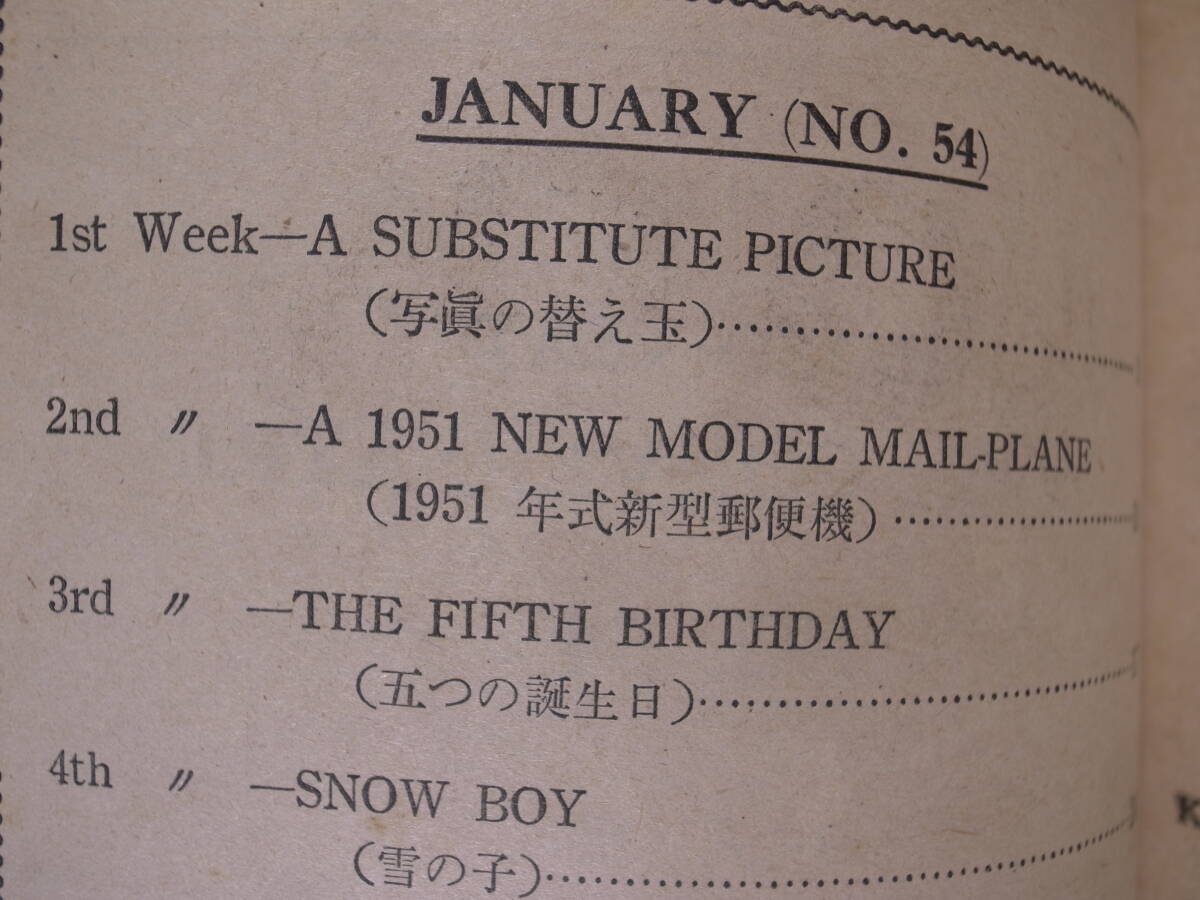 JANUARY (NO. 54)
1st Week—A SUBSTITUTE PICTURE
(写眞の替え玉)……………………
2nd 〃 —A 1951 NEW MODEL MAIL-PLANE
(1951 年式新型郵便機)……………
3rd 〃 —THE FIFTH BIRTHDAY
(五つの誕生日)……………………
4th 〃 —SNOW BOY
(雪の子)……………………………